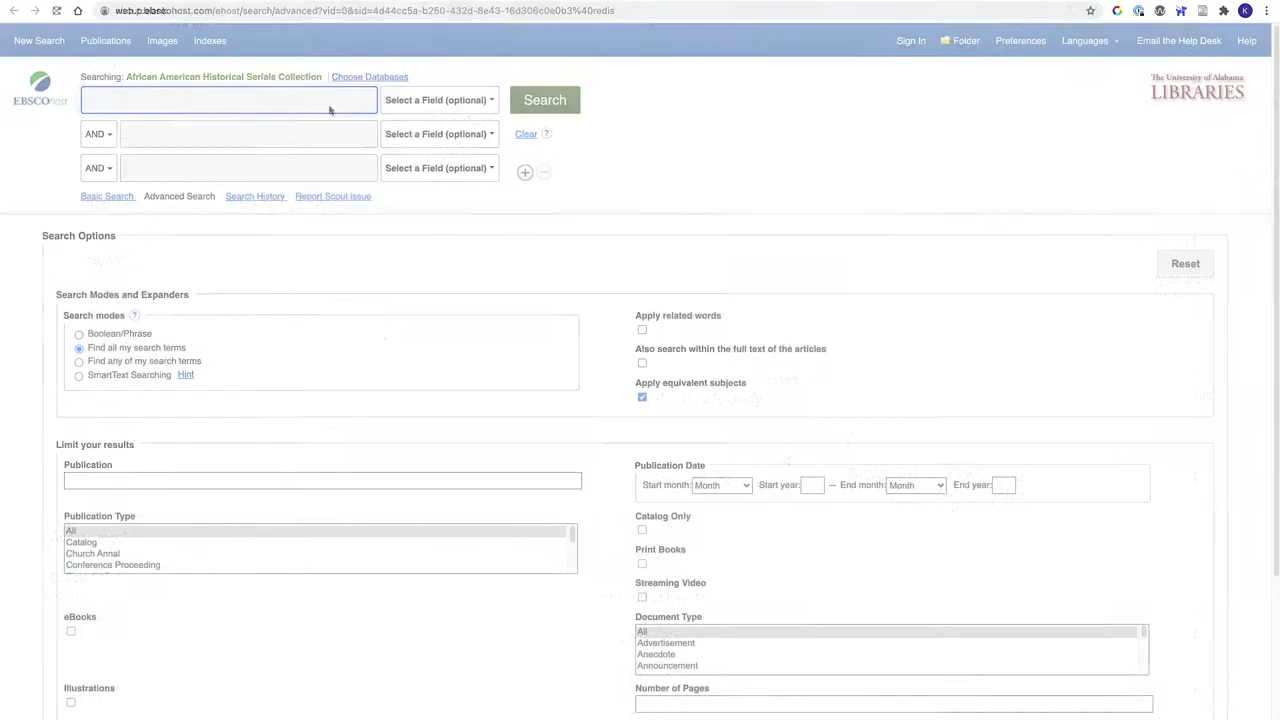 web.p.ebscohost.com/ehost/search/advanced?vid=0&sid=4d44cc5a-b250-432d-8e43-16d306c0e0b3%40redis
K
New Search Publications Images Indexes
Sign In Folder Preferences Languages Email the Help Desk Help
Searching: African American Historical Serials Collection Choose Databases
EBSCOhost
Select a Field (optional) Search
The University of Alabama
LIBRARIES
AND Select a Field (optional) Clear ?
AND Select a Field (optional)
Basic Search Advanced Search Search History Report Scout issue
Search Options
Reset
Search Modes and Expanders
Search modes ?
Boolean/Phrase
Find all my search terms
Find any of my search terms
SmartText Searching Hint
Apply related words
Also search within the full text of the articles
Apply equivalent subjects
Limit your results
Publication
Publication Date
Start month: Month Start year: — End month: Month End year:
Publication Type
All
Catalog
Church Annal
Conference Proceeding
Catalog Only
Print Books
Streaming Video
eBooks
Document Type
All
Advertisement
Anecdote
Announcement
Illustrations
Number of Pages